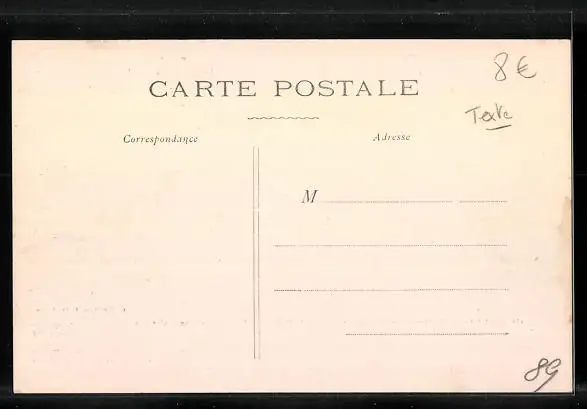 8 €
CARTE POSTALE
Texte
Correspondance
Adresse
M
89